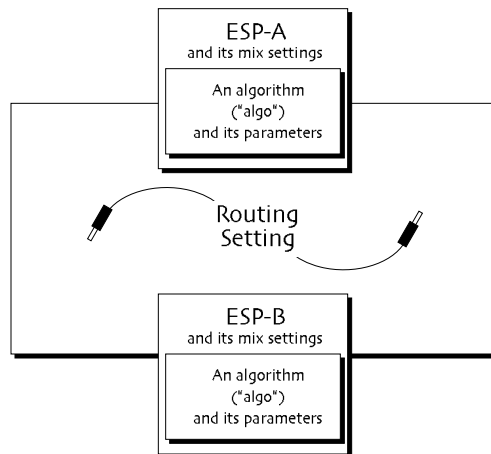 ESP-A
and its mix settings
An algorithm
("algo")
and its parameters
Routing
Setting
ESP-B
and its mix settings
An algorithm
("algo")
and its parameters